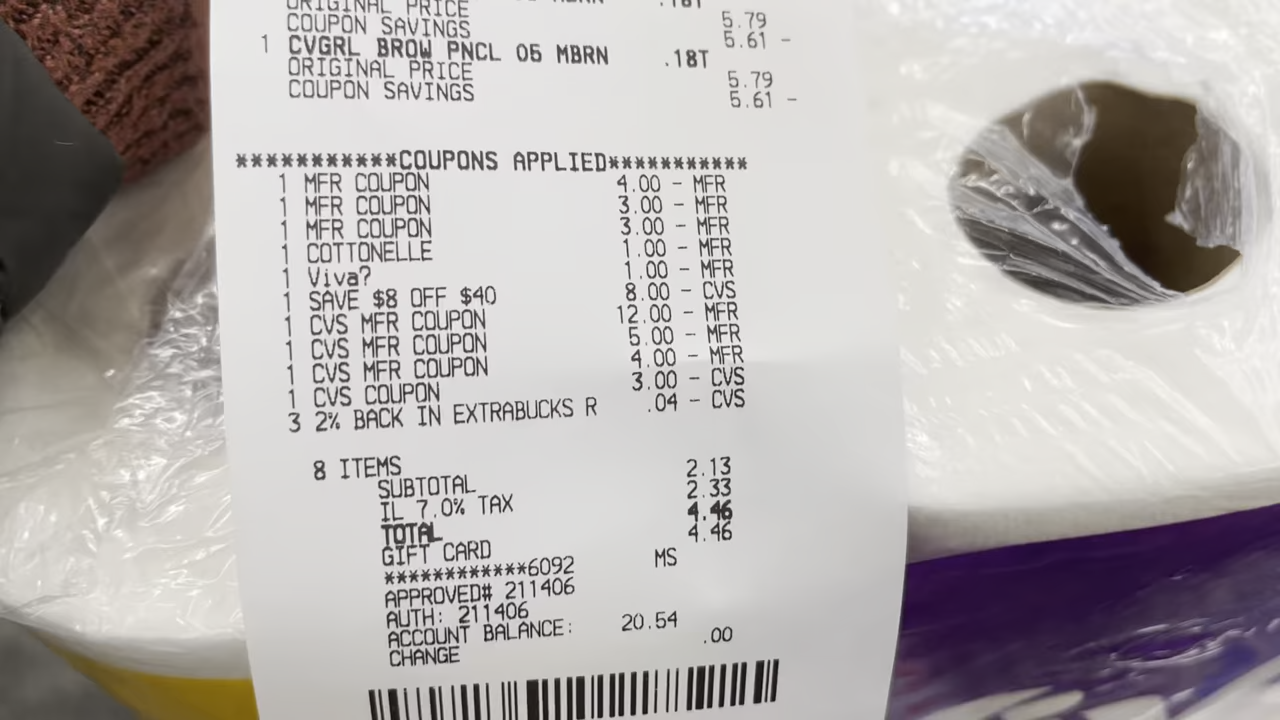 ORIGINAL PRICE 5.79
COUPON SAVINGS 5.61 -
1 CVGRL BROW PNCL 05 MBRN .18T
ORIGINAL PRICE 5.79
COUPON SAVINGS 5.61 -
***********COUPONS APPLIED***********
1 MFR COUPON 4.00 - MFR
1 MFR COUPON 3.00 - MFR
1 MFR COUPON 3.00 - MFR
1 COTTONELLE 1.00 - MFR
1 Viva? 1.00 - MFR
1 SAVE $8 OFF $40 8.00 - CVS
1 CVS MFR COUPON 12.00 - MFR
1 CVS MFR COUPON 5.00 - MFR
1 CVS MFR COUPON 4.00 - MFR
1 CVS COUPON 3.00 - CVS
3 2% BACK IN EXTRABUCKS R .04 - CVS
8 ITEMS
SUBTOTAL 2.13
IL 7.0% TAX 2.33
TOTAL 4.46
GIFT CARD 4.46
************6092 MS
APPROVED# 211406
AUTH: 211406
ACCOUNT BALANCE: 20.54
CHANGE .00